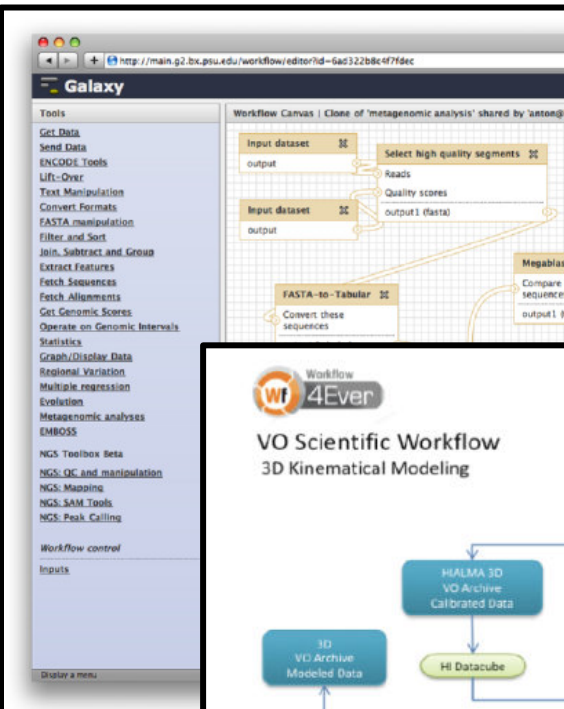 http://main.g2.bx.psu.edu/workflow/editor?id=6ad322b8c4f7fdec
Galaxy
Tools
Get Data
Send Data
ENCODE Tools
Lift-Over
Text Manipulation
Convert Formats
FASTA manipulation
Filter and Sort
Join, Subtract and Group
Extract Features
Fetch Sequences
Fetch Alignments
Get Genomic Scores
Operate on Genomic Intervals
Statistics
Graph/Display Data
Regional Variation
Multiple regression
Evolution
Metagenomic analyses
EMBOSS
NGS Toolbox Beta
NGS: QC and manipulation
NGS: Mapping
NGS: SAM Tools
NGS: Peak Calling
Workflow control
Inputs
Display a menu
Workflow Canvas | Clone of 'metagenomic analysis' shared by 'anton@
Input dataset
output
Select high quality segments
Reads
Quality scores
output1 (fasta)
Input dataset
output
Megablas
Compare
sequences
output1 (
FASTA-to-Tabular
Convert these
sequences
Workflow
Wf 4Ever
VO Scientific Workflow
3D Kinematical Modeling
HIALMA 3D
VO Archive
Calibrated Data
3D
VO Archive
Modeled Data
HI Datacube